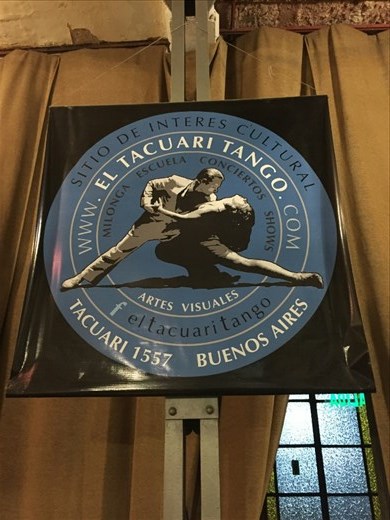 SITIO DE INTERES CULTURAL
WWW. EL TACUARI TANGO . COM
MILONGA ESCUELA CONCIERTOS SHOWS
ARTES VISUALES
f eltacuaritango
TACUARI 1557 BUENOS AIRES